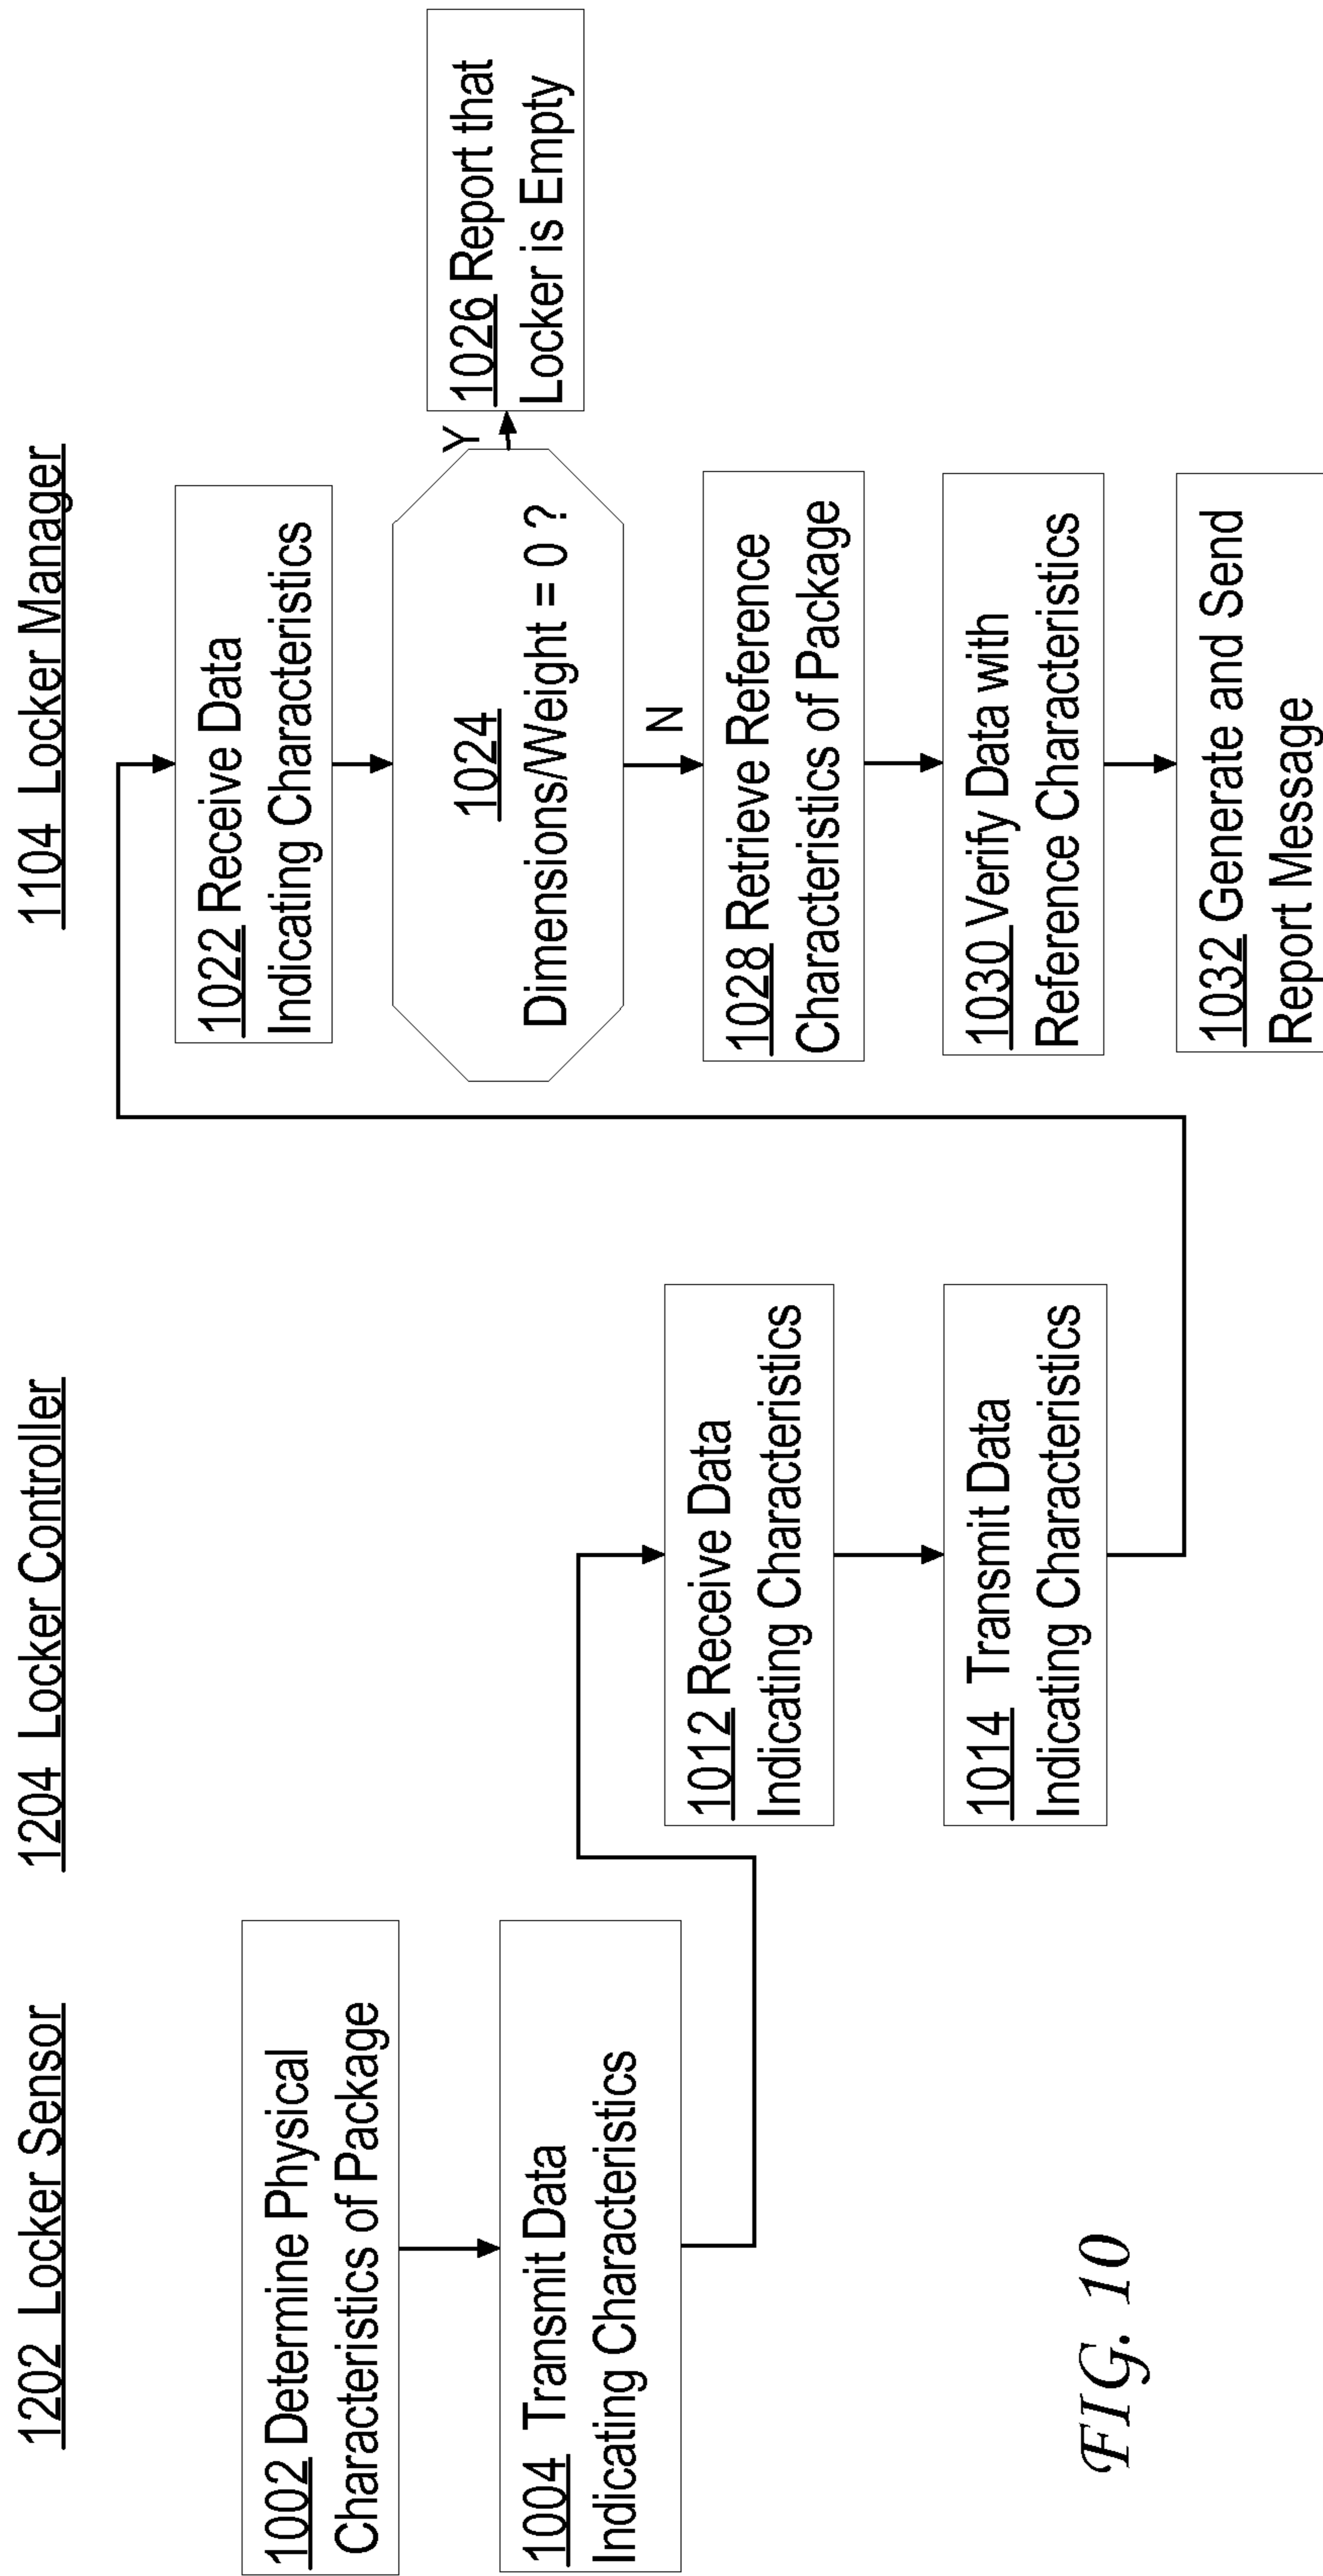 1202 Locker Sensor
1204 Locker Controller
1104 Locker Manager
1002 Determine Physical
Characteristics of Package
1004 Transmit Data
Indicating Characteristics
1012 Receive Data
Indicating Characteristics
1014 Transmit Data
Indicating Characteristics
1022 Receive Data
Indicating Characteristics
1024
Dimensions/Weight = 0 ?
Y
1026 Report that
Locker is Empty
N
1028 Retrieve Reference
Characteristics of Package
1030 Verify Data with
Reference Characteristics
1032 Generate and Send
Report Message
FIG. 10